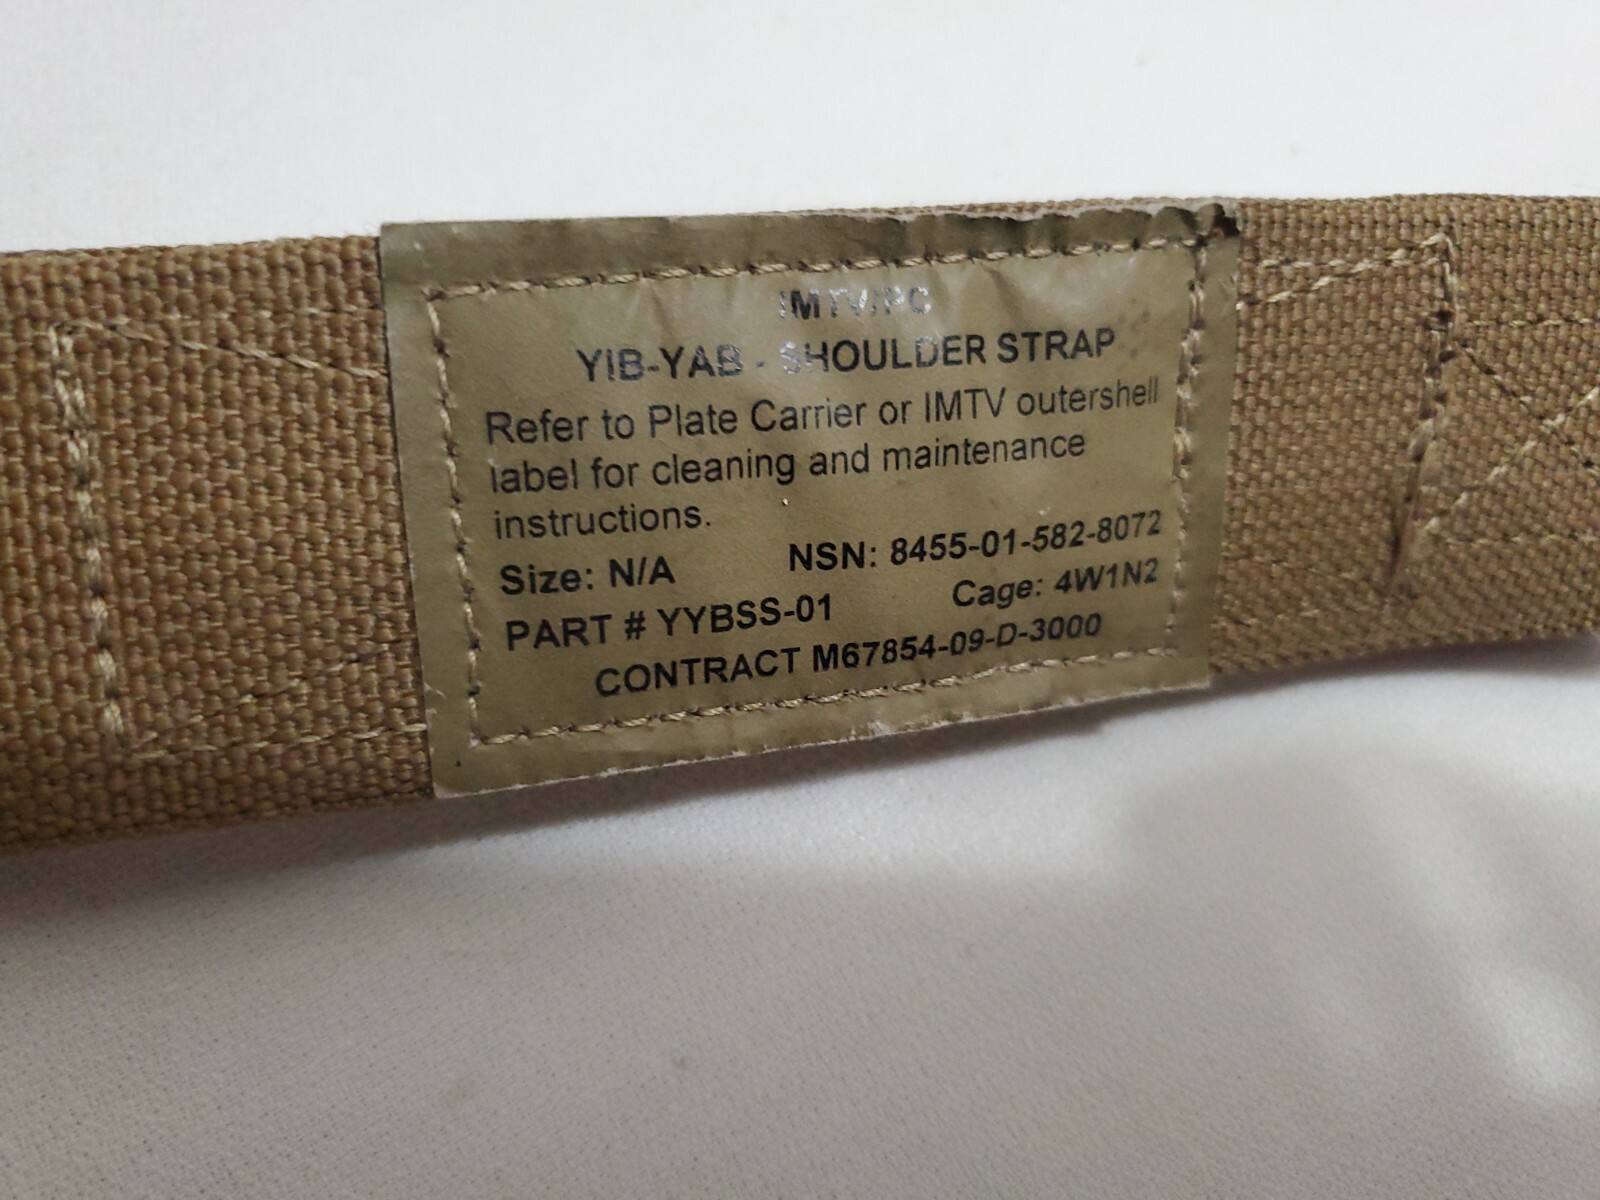 IMTV/PC
YIB-YAB - SHOULDER STRAP
Refer to Plate Carrier or IMTV outershell
label for cleaning and maintenance
instructions.
Size: N/A NSN: 8455-01-582-8072
PART # YYBSS-01 Cage: 4W1N2
CONTRACT M67854-09-D-3000